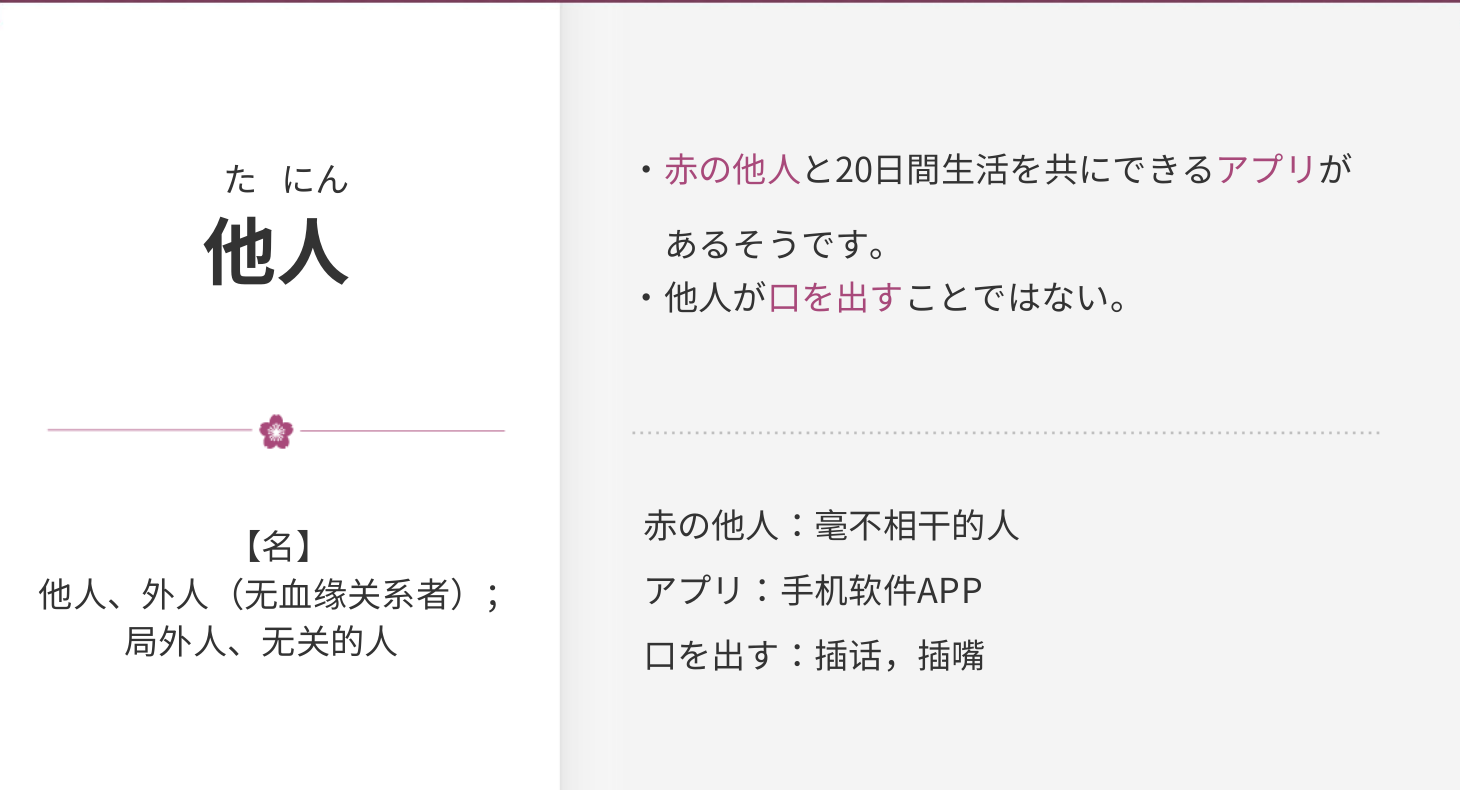 た にん
他人
【名】
他人、外人（无血缘关系者）;
局外人、无关的人
・赤の他人と20日間生活を共にできるアプリが
あるそうです。
・他人が口を出すことではない。
赤の他人：毫不相干的人
アプリ：手机软件APP
口を出す：插话，插嘴